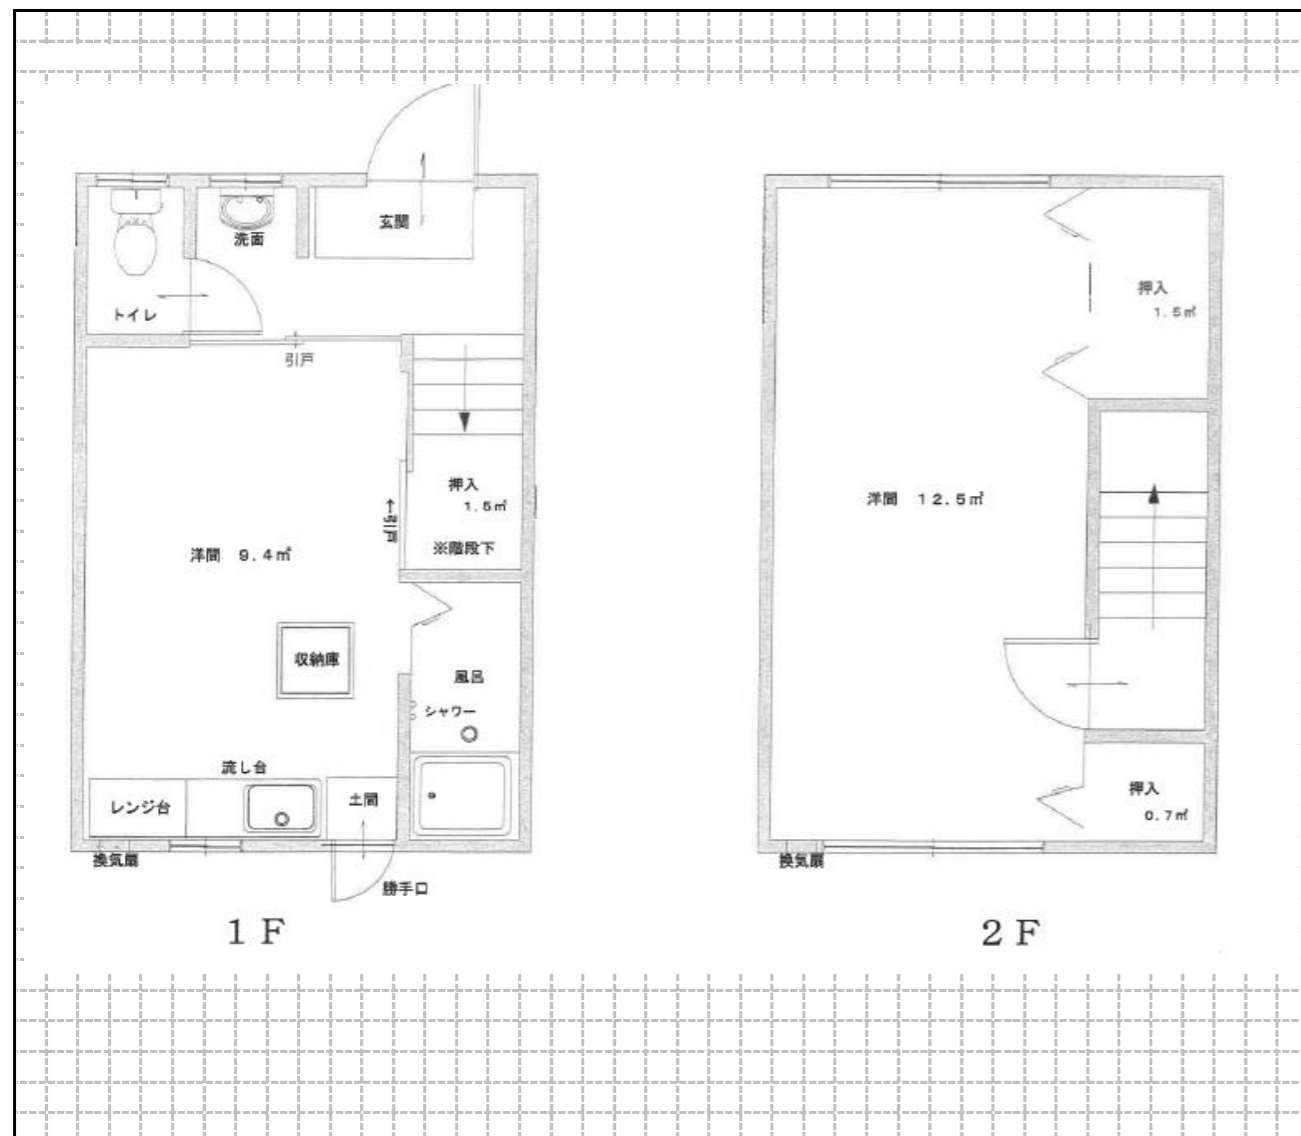 玄関
洗面
トイレ
引戸
押入
1.5㎡
※階段下
←引戸
洋間 9.4㎡
収納庫
風呂
シャワー
流し台
レンジ台
土間
換気扇
勝手口
1F
押入
1.5㎡
洋間 12.5㎡
押入
0.7㎡
換気扇
2F